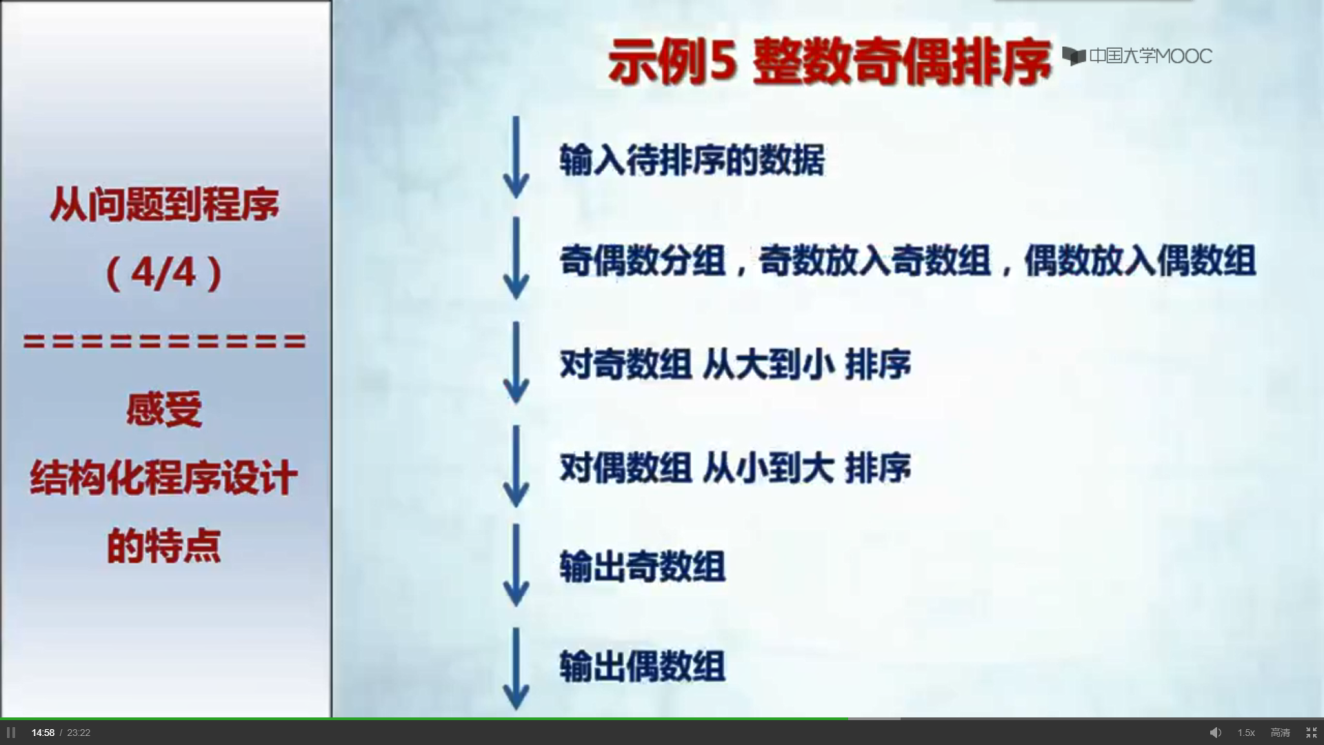 示例5 整数奇偶排序
中国大学MOOC
从问题到程序
（4/4）
==========
感受
结构化程序设计
的特点
输入待排序的数据
奇偶数分组，奇数放入奇数组，偶数放入偶数组
对奇数组 从大到小 排序
对偶数组 从小到大 排序
输出奇数组
输出偶数组
14:58 / 23:22
1.5x
高清